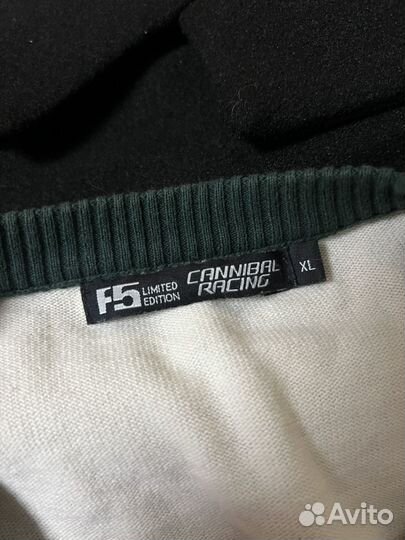 F5 LIMITED EDITION CANNIBAL RACING XL
Avito